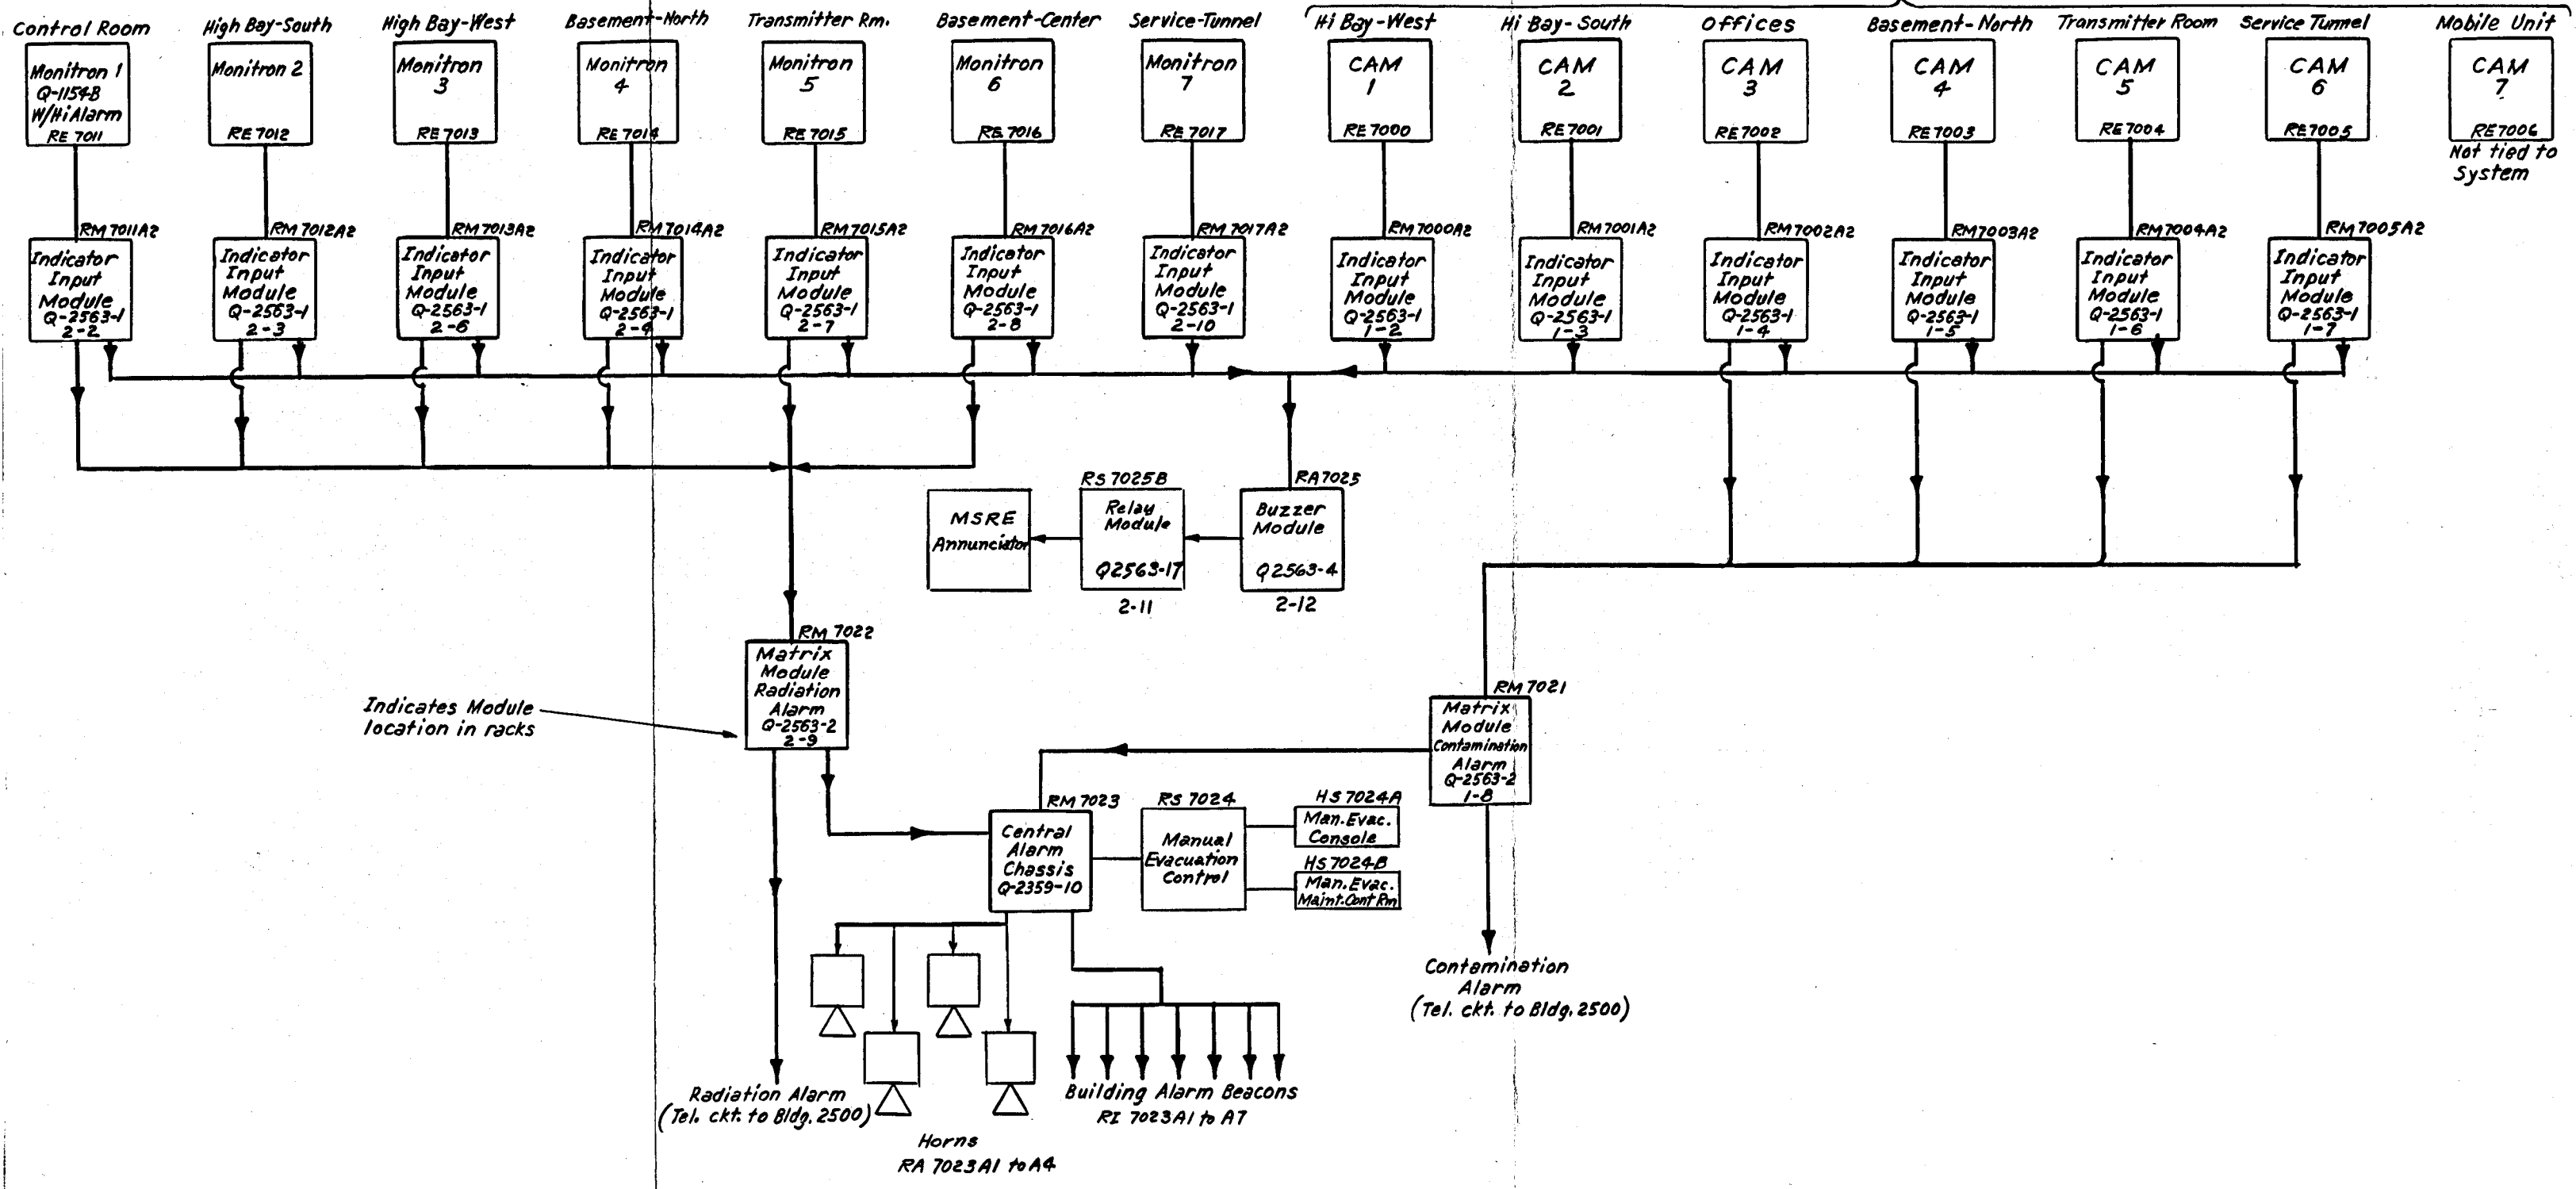 Control Room
High Bay-South
High Bay-West
Basement-North
Transmitter Rm.
Basement-Center
Service-Tunnel
Hi Bay-West
Hi Bay-South
Offices
Basement-North
Transmitter Room
Service Tunnel
Mobile Unit
Monitron 1
Q-1154B
W/Hi Alarm
RE 7011
Monitron 2
RE 7012
Monitron
3
RE 7013
Monitron
4
RE 7014
Monitron
5
RE 7015
Monitron
6
RE 7016
Monitron
7
RE 7017
CAM
1
RE 7000
CAM
2
RE 7001
CAM
3
RE 7002
CAM
4
RE 7003
CAM
5
RE 7004
CAM
6
RE 7005
CAM
7
RE 7006
Not tied to
System
RM 7011A2
Indicator
Input
Module
Q-2563-1
2-2
RM 7012A2
Indicator
Input
Module
Q-2563-1
2-3
RM 7013A2
Indicator
Input
Module
Q-2563-1
2-6
RM 7014A2
Indicator
Input
Module
Q-2563-1
2-4
RM 7015A2
Indicator
Input
Module
Q-2563-1
2-7
RM 7016A2
Indicator
Input
Module
Q-2563-1
2-8
RM 7017A2
Indicator
Input
Module
Q-2563-1
2-10
RM 7000A2
Indicator
Input
Module
Q-2563-1
1-2
RM 7001A2
Indicator
Input
Module
Q-2563-1
1-3
RM 7002A2
Indicator
Input
Module
Q-2563-1
1-4
RM 7003A2
Indicator
Input
Module
Q-2563-1
1-5
RM 7004A2
Indicator
Input
Module
Q-2563-1
1-6
RM 7005A2
Indicator
Input
Module
Q-2563-1
1-7
MSRE
Annunciator
RS 7025B
Relay
Module
Q2563-17
2-11
RA 7025
Buzzer
Module
Q2563-4
2-12
RM 7022
Matrix
Module
Radiation
Alarm
Q-2563-2
2-9
Indicates Module
location in racks
RM 7021
Matrix
Module
Contamination
Alarm
Q-2563-2
1-8
RM 7023
Central
Alarm
Chassis
Q-2359-10
RS 7024
Manual
Evacuation
Control
HS 7024A
Man. Evac.
Console
HS 7024B
Man. Evac.
Maint. Cont Rm
Contamination
Alarm
(Tel. ckt. to Bldg. 2500)
Radiation Alarm
(Tel. ckt. to Bldg. 2500)
Building Alarm Beacons
RI 7023A1 to A7
Horns
RA 7023A1 to A4